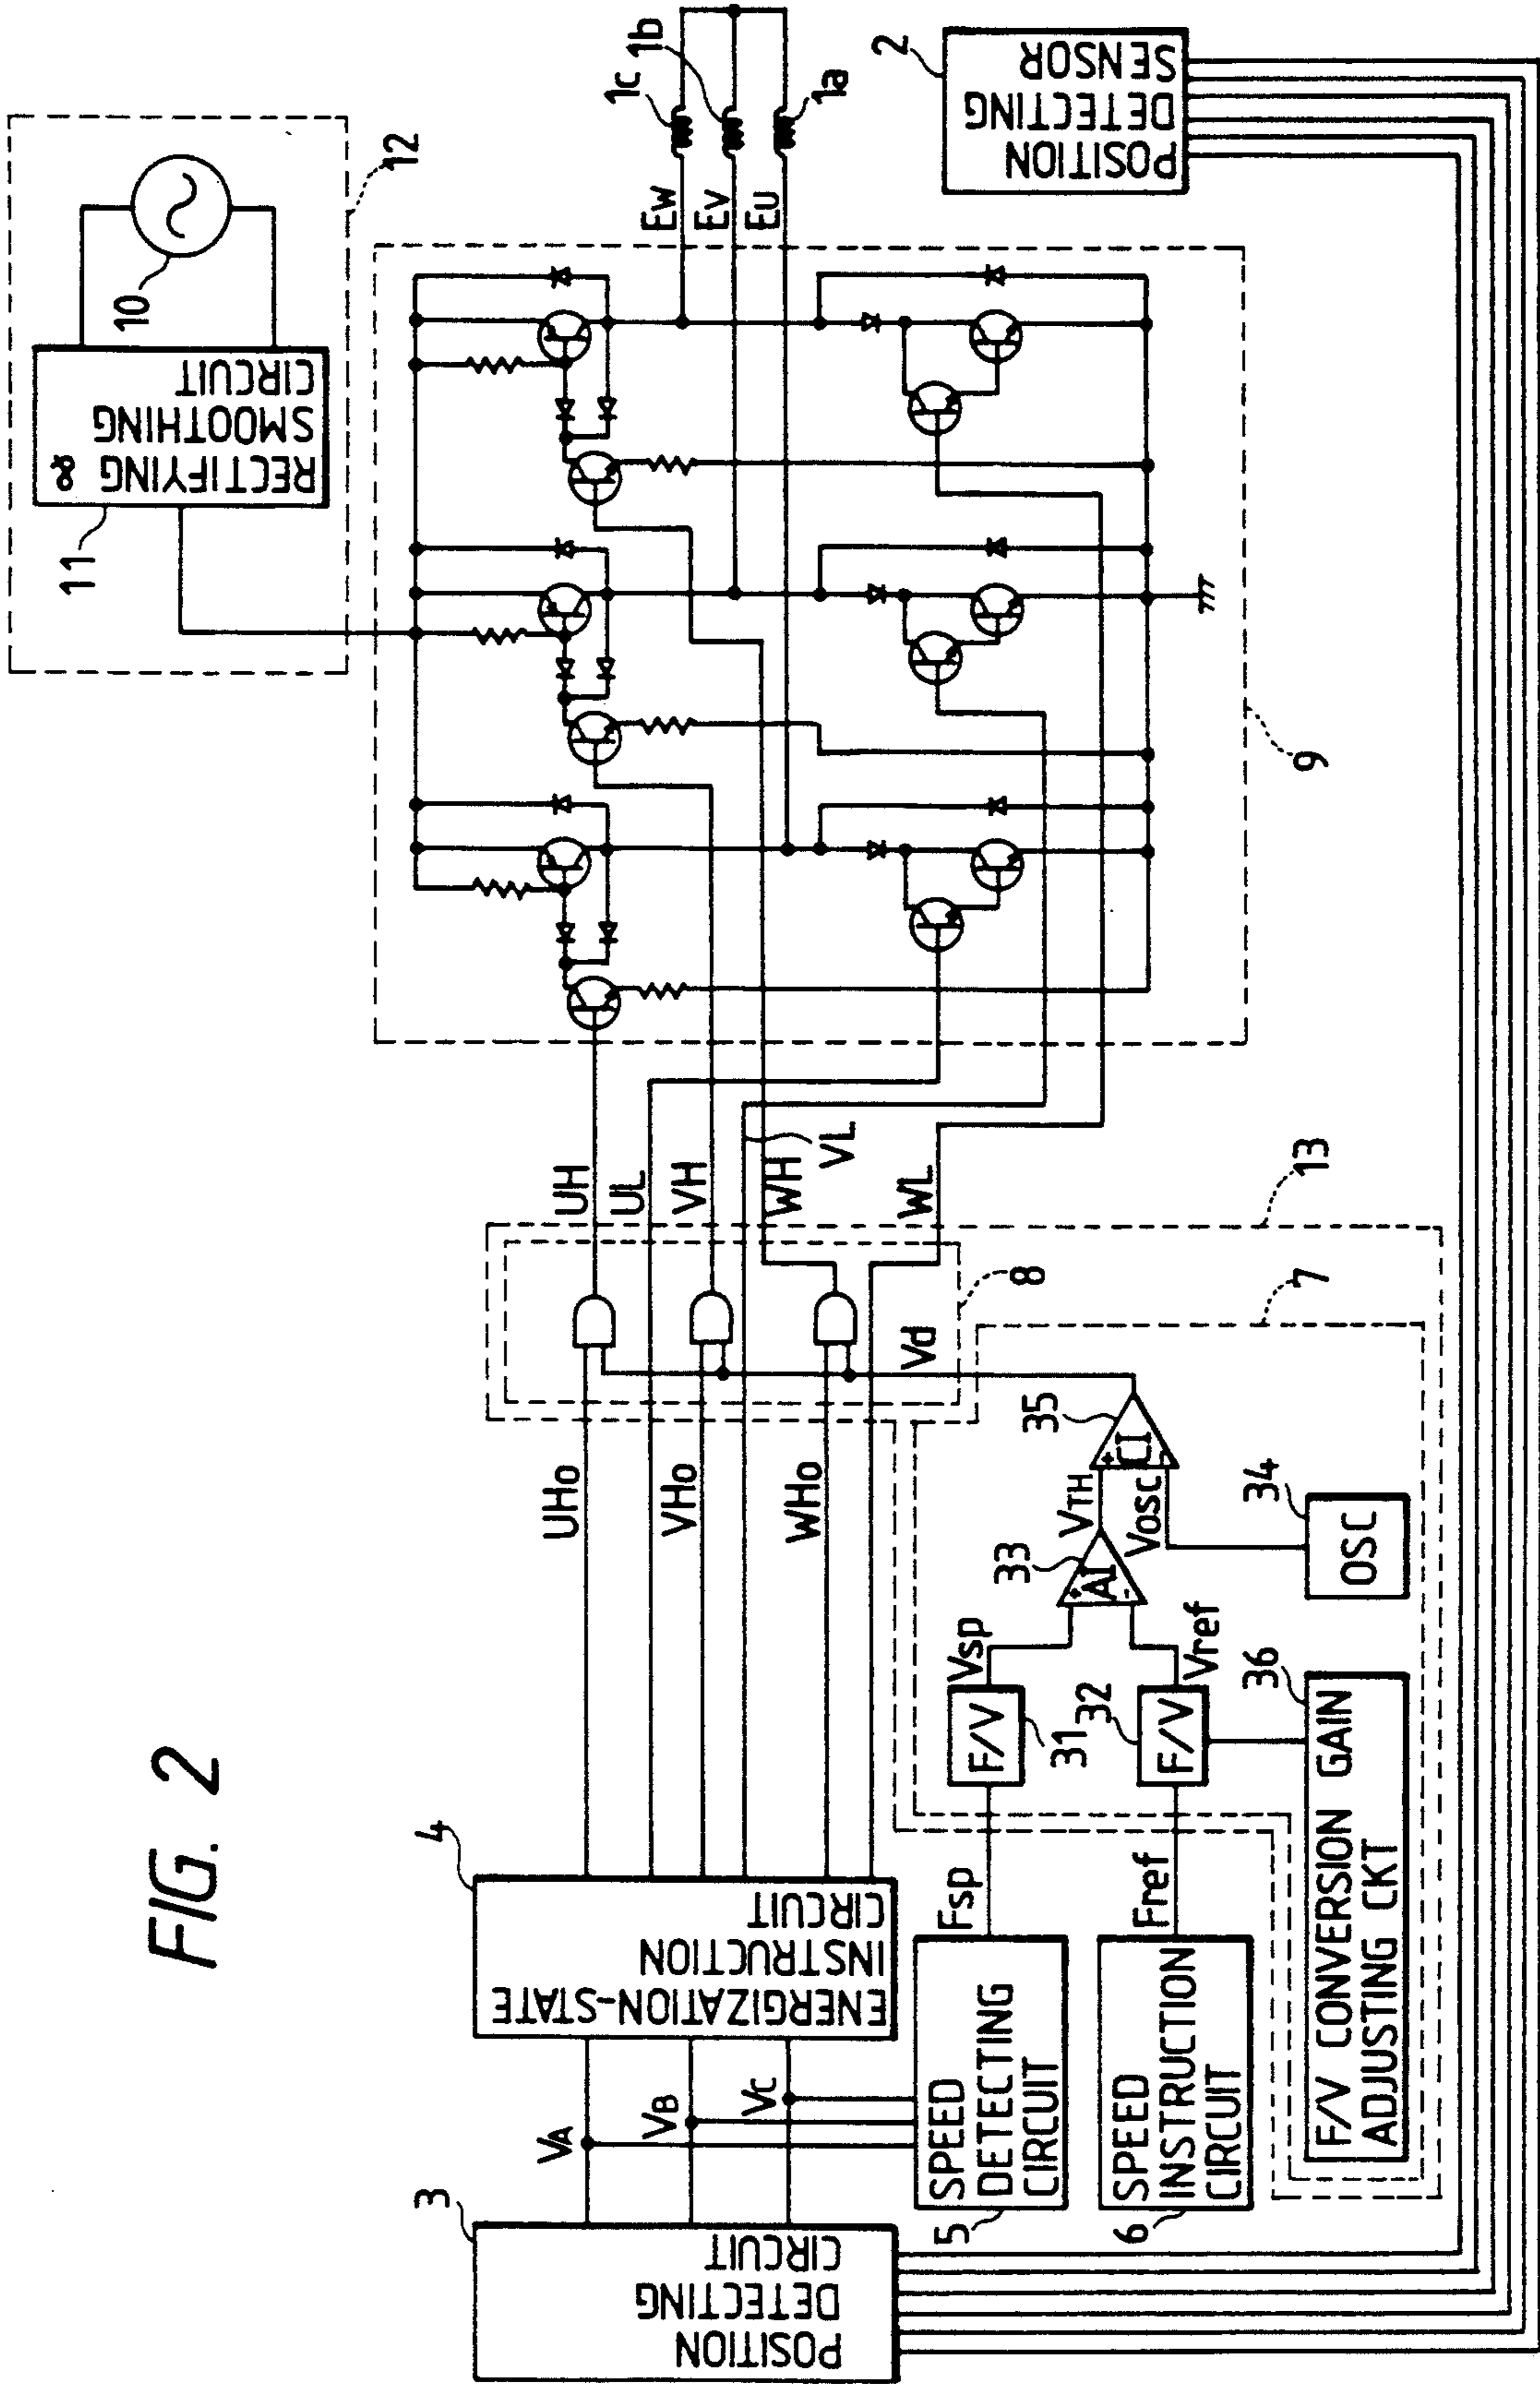 FIG. 2
10
RECTIFYING &
SMOOTHING
CIRCUIT
11
12
1c
1b
1a
EW
EV
EU
2
POSITION
DETECTING
SENSOR
9
UH
UL
VH
VL
WH
WL
13
8
7
Vd
UHo
VHo
WHo
4
ENERGIZATION-STATE
INSTRUCTION
CIRCUIT
VA
VB
VC
3
POSITION
DETECTING
CIRCUIT
SPEED
DETECTING
CIRCUIT
5
SPEED
INSTRUCTION
CIRCUIT
6
Fsp
Fref
F/V
31
F/V
32
Vsp
Vref
33
+
AI
-
VTH
VOSC
35
+
CI
-
34
OSC
36
F/V CONVERSION GAIN
ADJUSTING CKT